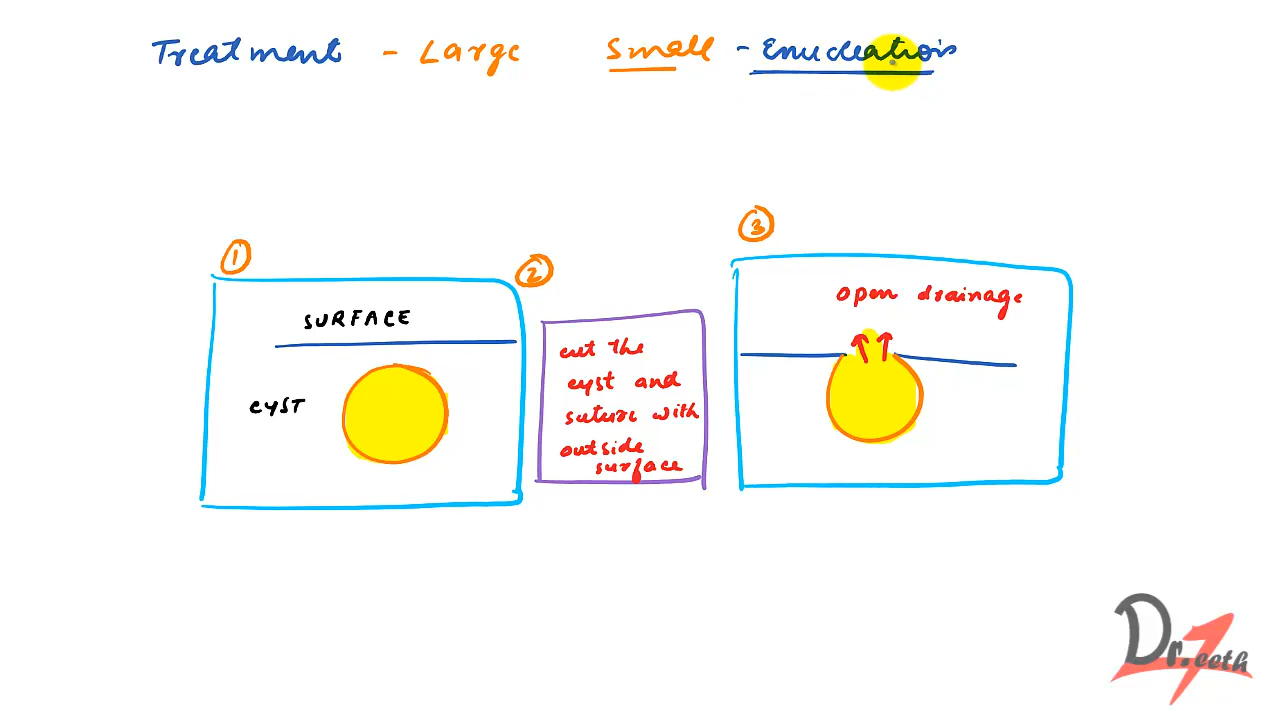 Treatment - Large Small - Enucleation
①
SURFACE
CYST
②
cut the
cyst and
suture with
outside
surface
③
open drainage
Dr.eeth